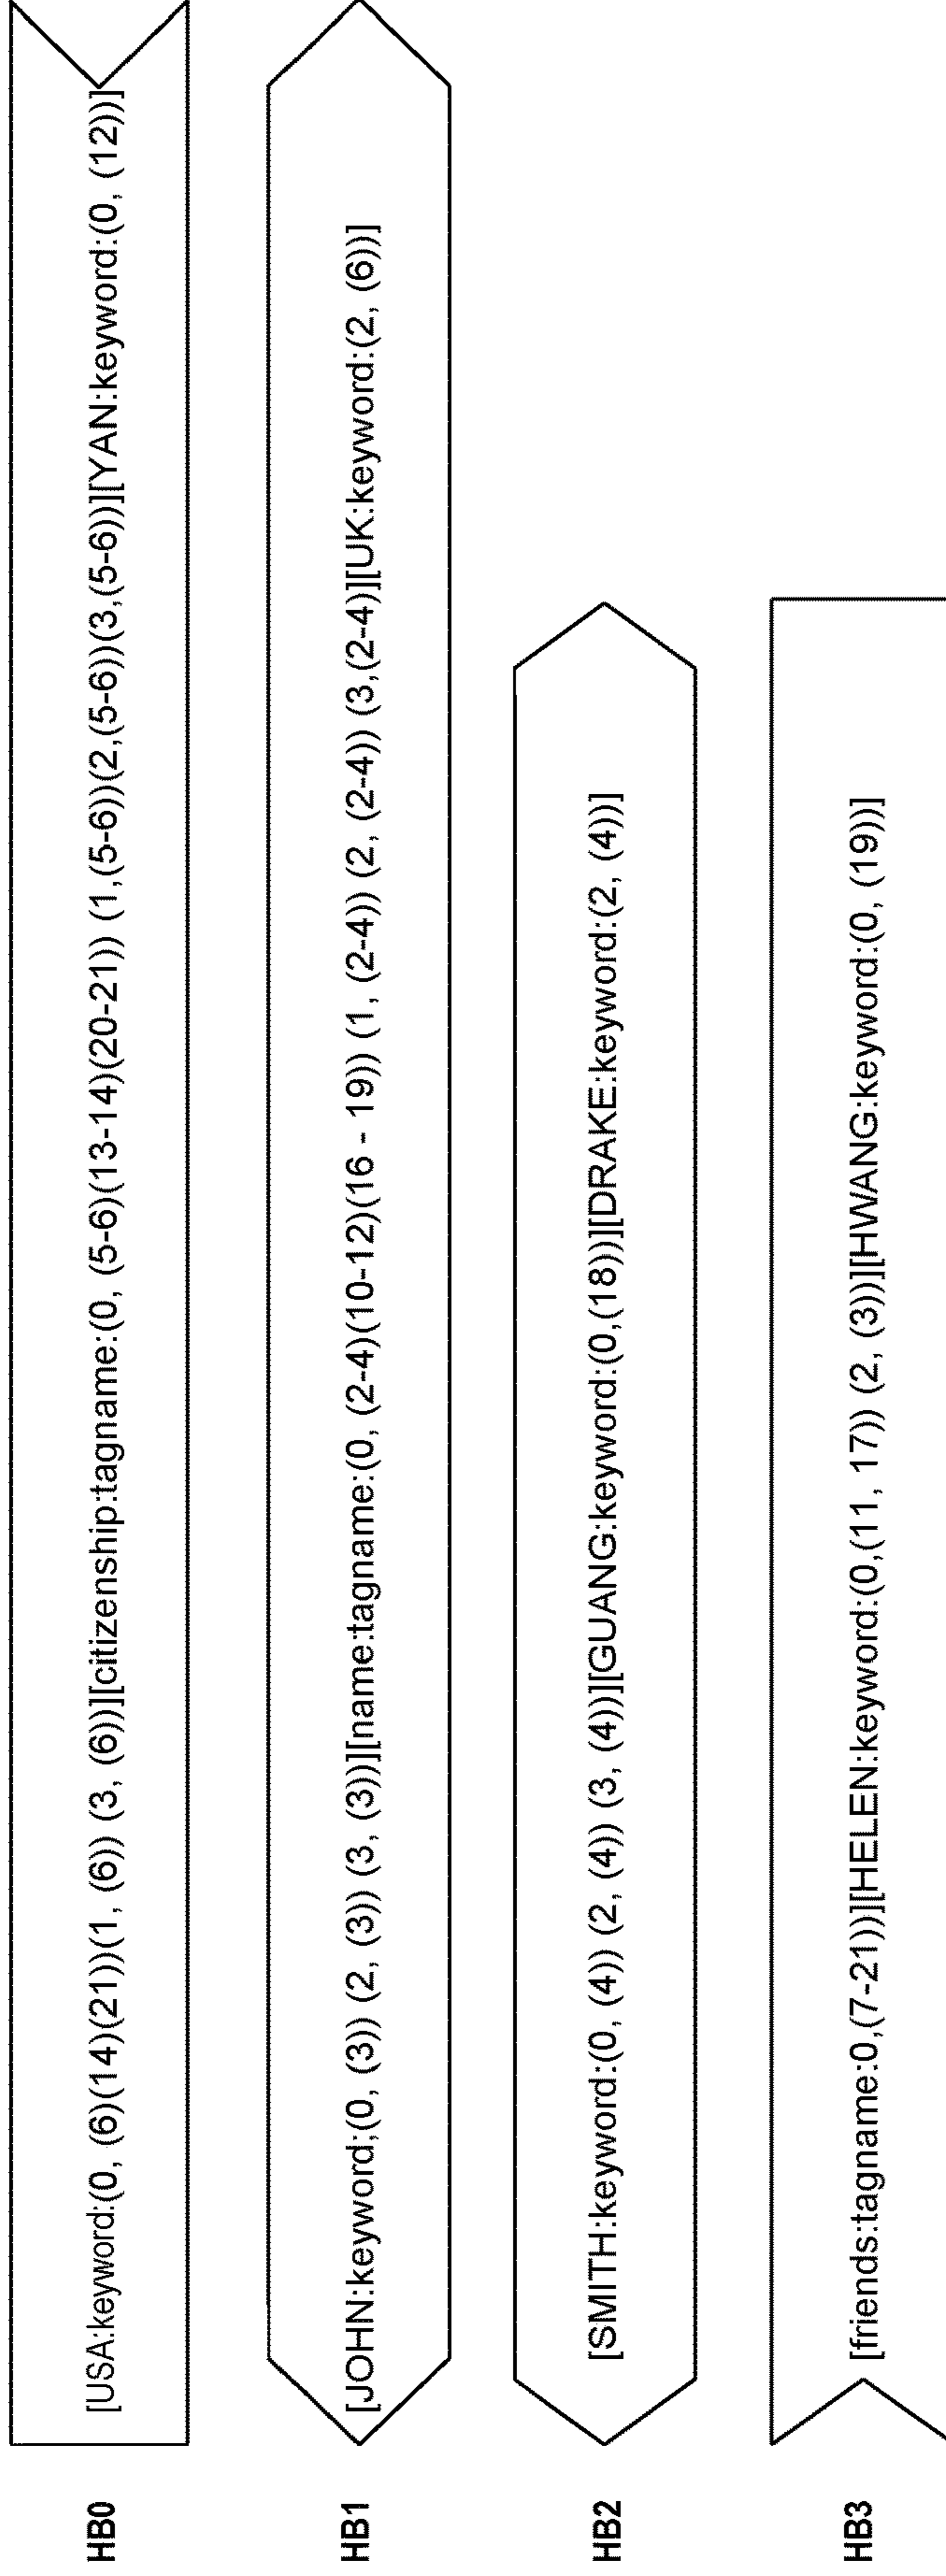 HB0
[USA:keyword:(0, (6)(14)(21))(1, (6)) (3, (6))][citizenship:tagname:(0, (5-6)(13-14)(20-21)) (1,(5-6))(2,(5-6))(3,(5-6))][YAN:keyword:(0, (12))]
HB1
[JOHN:keyword;(0, (3)) (2, (3)) (3, (3))][name:tagname:(0, (2-4)(10-12)(16 - 19)) (1, (2-4)) (2, (2-4)) (3,(2-4)][UK:keyword:(2, (6))]
HB2
[SMITH:keyword:(0, (4)) (2, (4)) (3, (4))][GUANG:keyword:(0,(18))][DRAKE:keyword:(2, (4))]
HB3
[friends:tagname:0,(7-21))][HELEN:keyword:(0,(11, 17)) (2, (3))][HWANG:keyword:(0, (19))]